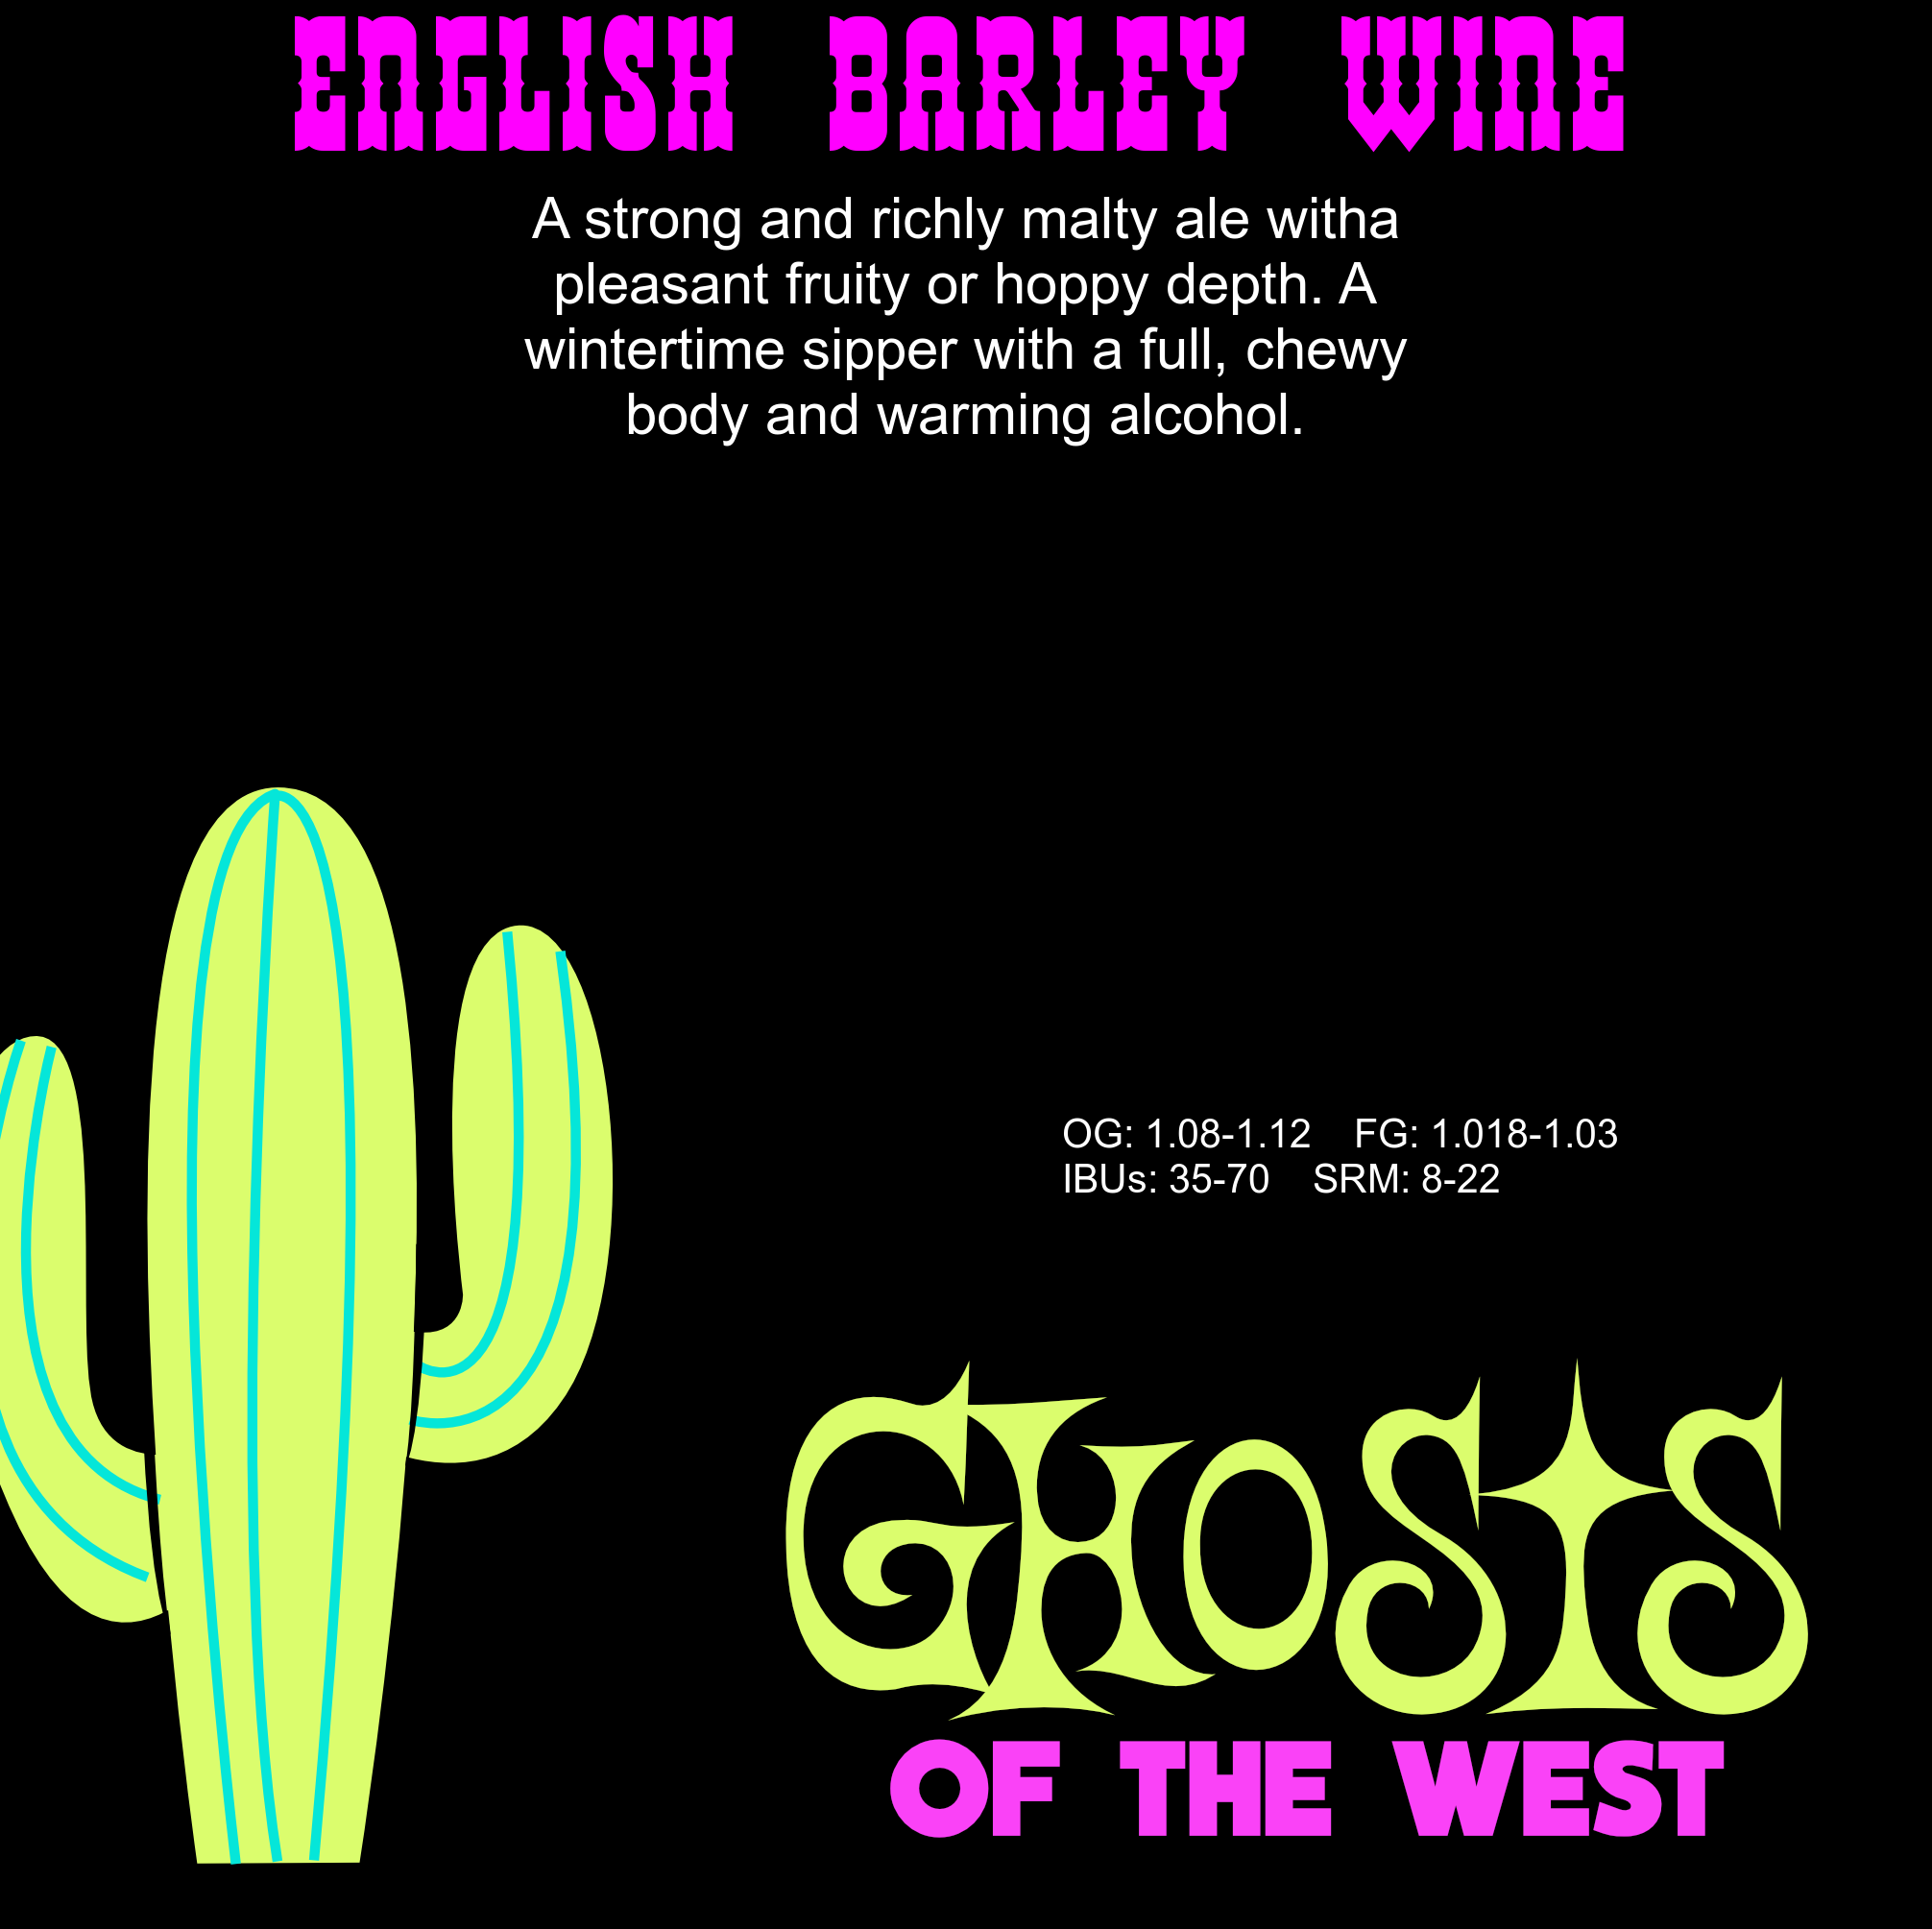 ENGLISH BARLEY WINE
A strong and richly malty ale witha
pleasant fruity or hoppy depth. A
wintertime sipper with a full, chewy
body and warming alcohol.
OG: 1.08-1.12 FG: 1.018-1.03
IBUs: 35-70 SRM: 8-22
GHOSTS
OF THE WEST